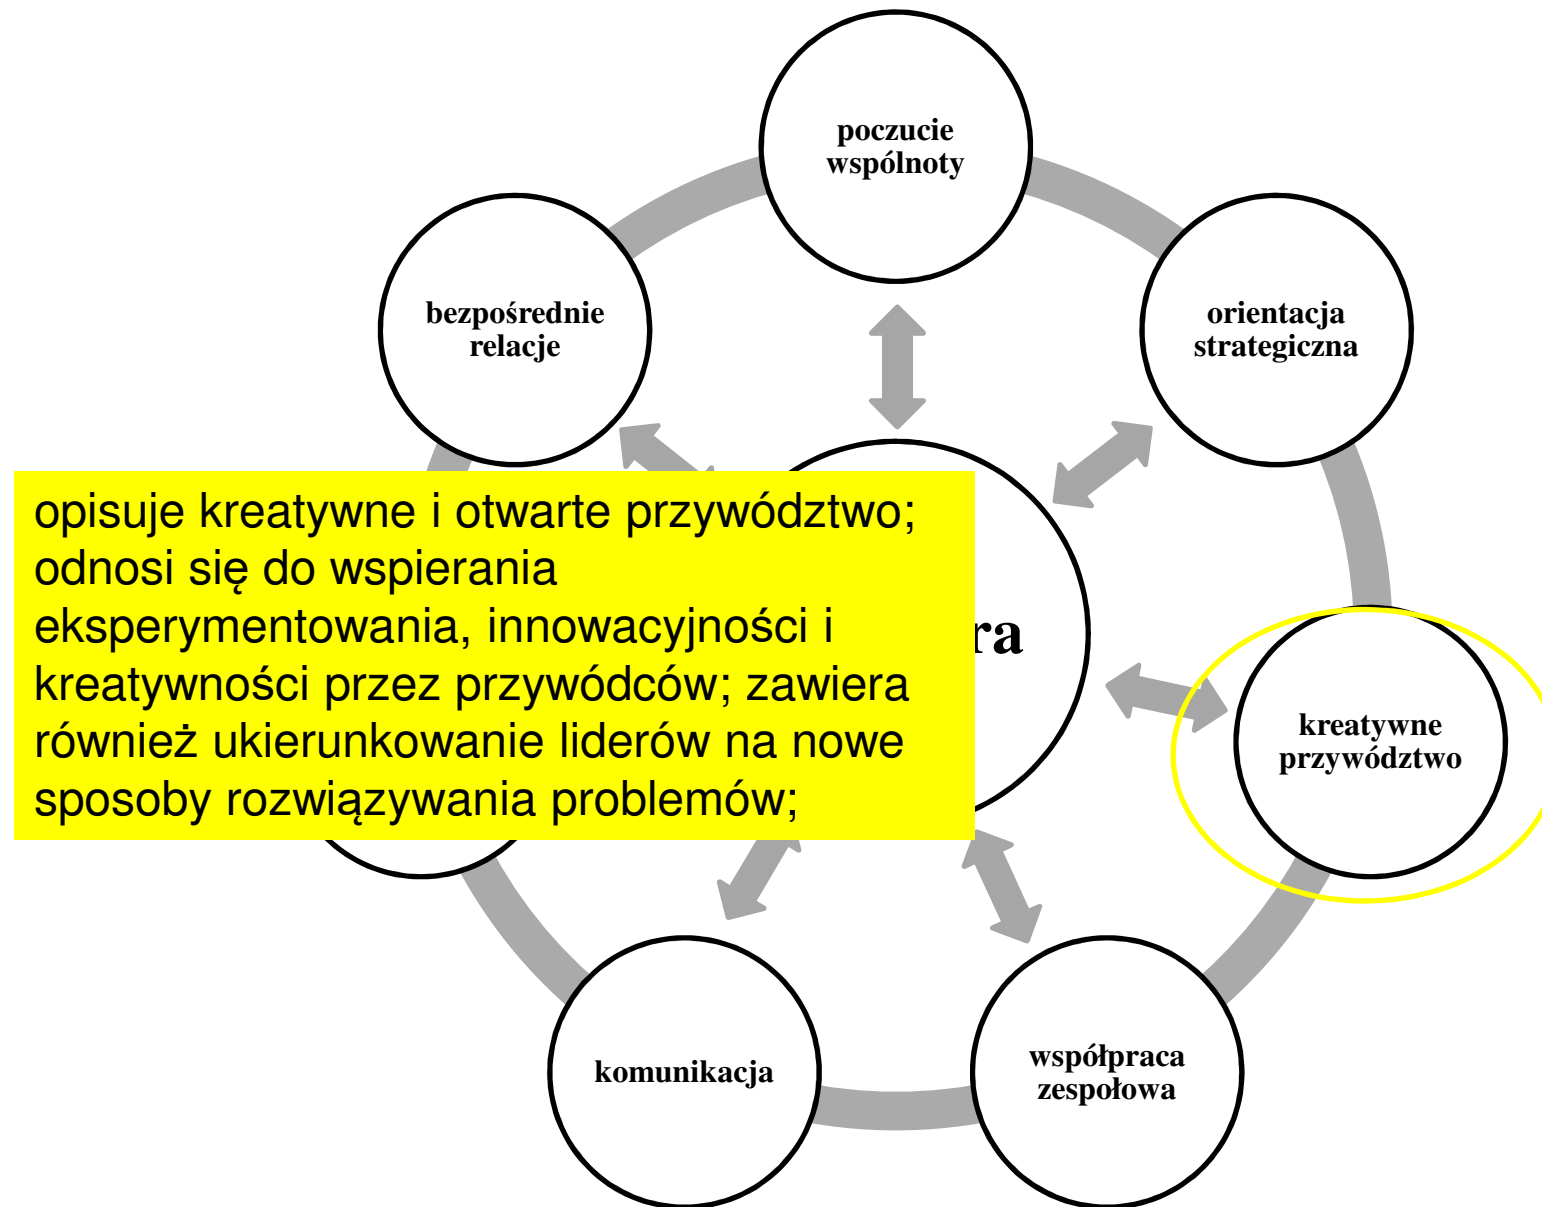 poczucie
wspólnoty
bezpośrednie
relacje
orientacja
strategiczna
opisuje kreatywne i otwarte przywództwo;
odnosi się do wspierania
eksperymentowania, innowacyjności i
kreatywności przez przywódców; zawiera
również ukierunkowanie liderów na nowe
sposoby rozwiązywania problemów;
ra
kreatywne
przywództwo
komunikacja
współpraca
zespołowa